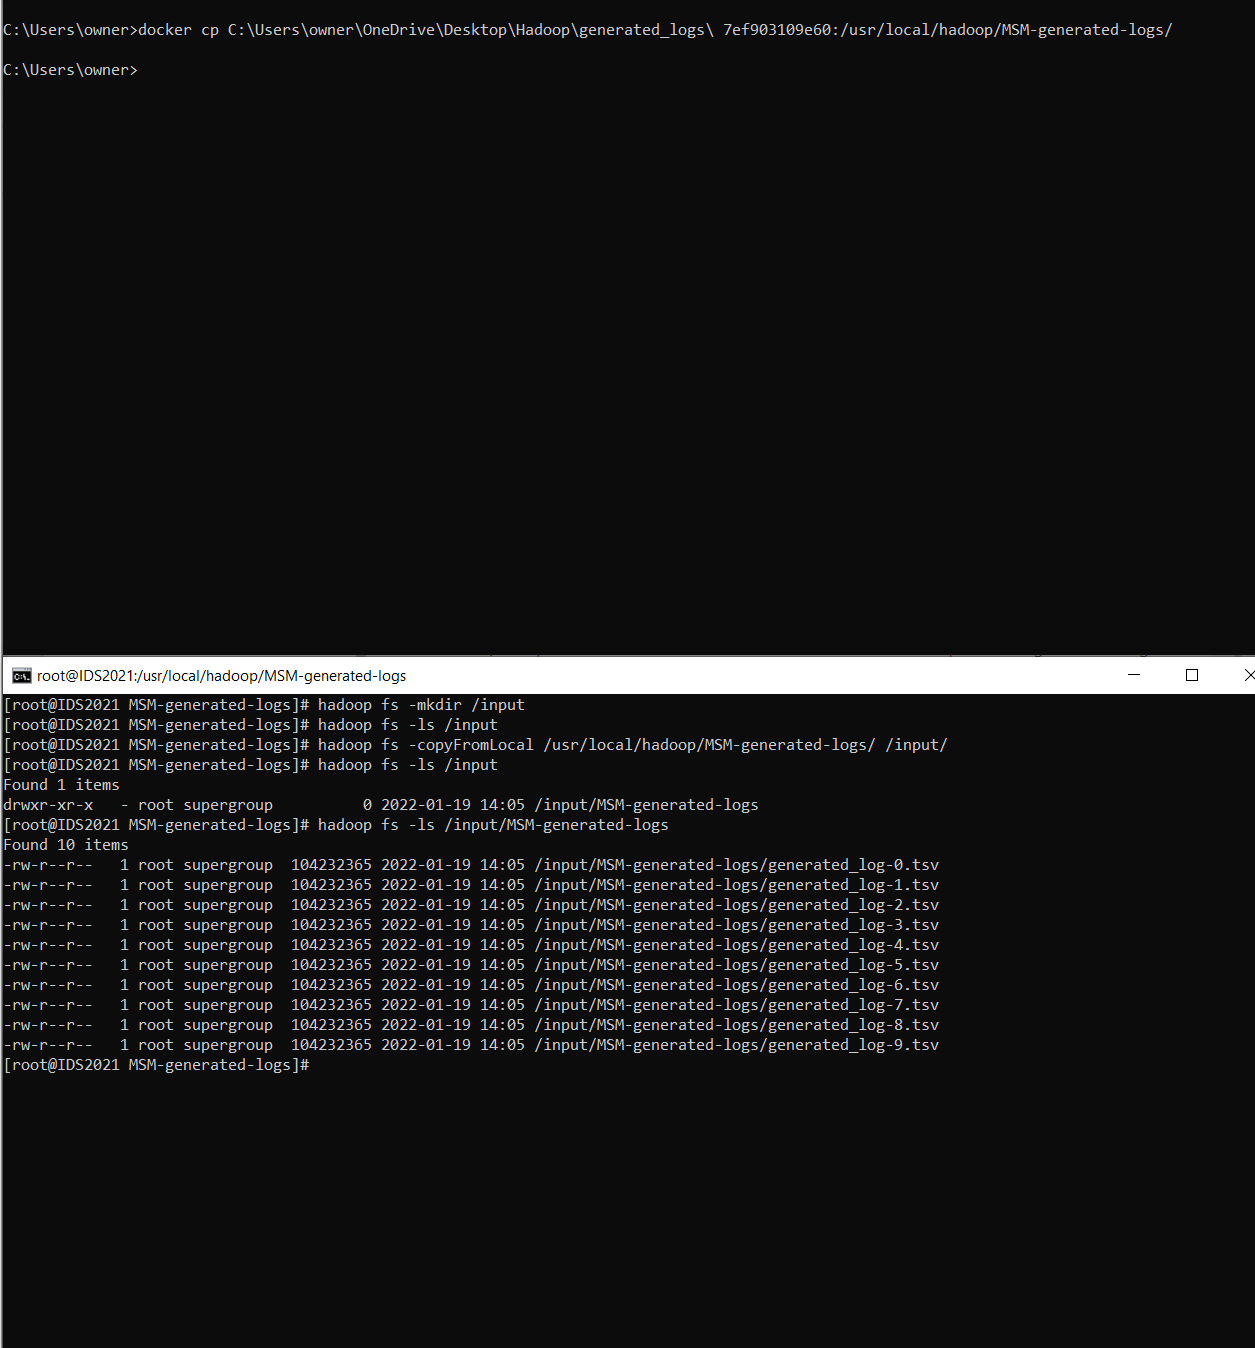 C:\Users\owner>docker cp C:\Users\owner\OneDrive\Desktop\Hadoop\generated_logs\ 7ef903109e60:/usr/local/hadoop/MSM-generated-logs/
C:\Users\owner>
root@IDS2021:/usr/local/hadoop/MSM-generated-logs
[root@IDS2021 MSM-generated-logs]# hadoop fs -mkdir /input
[root@IDS2021 MSM-generated-logs]# hadoop fs -ls /input
[root@IDS2021 MSM-generated-logs]# hadoop fs -copyFromLocal /usr/local/hadoop/MSM-generated-logs/ /input/
[root@IDS2021 MSM-generated-logs]# hadoop fs -ls /input
Found 1 items
drwxr-xr-x   - root supergroup          0 2022-01-19 14:05 /input/MSM-generated-logs
[root@IDS2021 MSM-generated-logs]# hadoop fs -ls /input/MSM-generated-logs
Found 10 items
-rw-r--r--   1 root supergroup  104232365 2022-01-19 14:05 /input/MSM-generated-logs/generated_log-0.tsv
-rw-r--r--   1 root supergroup  104232365 2022-01-19 14:05 /input/MSM-generated-logs/generated_log-1.tsv
-rw-r--r--   1 root supergroup  104232365 2022-01-19 14:05 /input/MSM-generated-logs/generated_log-2.tsv
-rw-r--r--   1 root supergroup  104232365 2022-01-19 14:05 /input/MSM-generated-logs/generated_log-3.tsv
-rw-r--r--   1 root supergroup  104232365 2022-01-19 14:05 /input/MSM-generated-logs/generated_log-4.tsv
-rw-r--r--   1 root supergroup  104232365 2022-01-19 14:05 /input/MSM-generated-logs/generated_log-5.tsv
-rw-r--r--   1 root supergroup  104232365 2022-01-19 14:05 /input/MSM-generated-logs/generated_log-6.tsv
-rw-r--r--   1 root supergroup  104232365 2022-01-19 14:05 /input/MSM-generated-logs/generated_log-7.tsv
-rw-r--r--   1 root supergroup  104232365 2022-01-19 14:05 /input/MSM-generated-logs/generated_log-8.tsv
-rw-r--r--   1 root supergroup  104232365 2022-01-19 14:05 /input/MSM-generated-logs/generated_log-9.tsv
[root@IDS2021 MSM-generated-logs]#